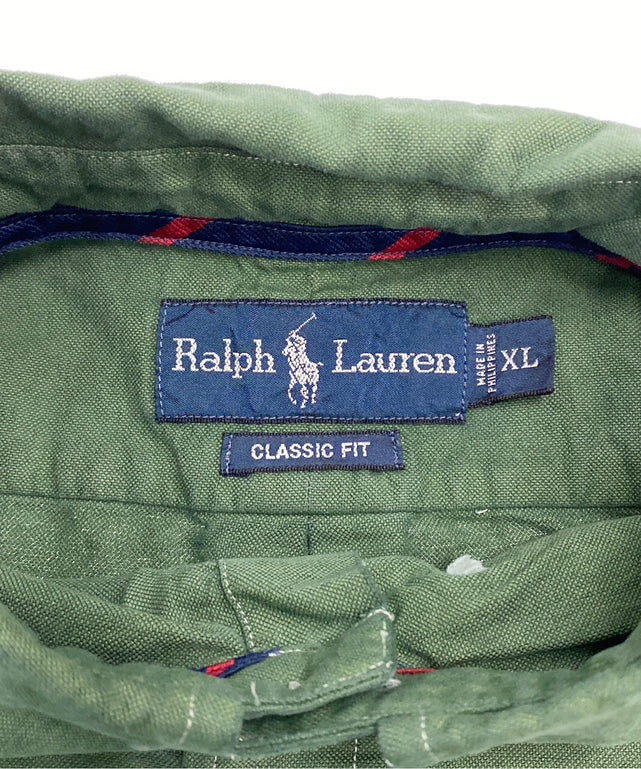 Ralph Lauren
MADE IN
PHILIPPINES
XL
CLASSIC FIT